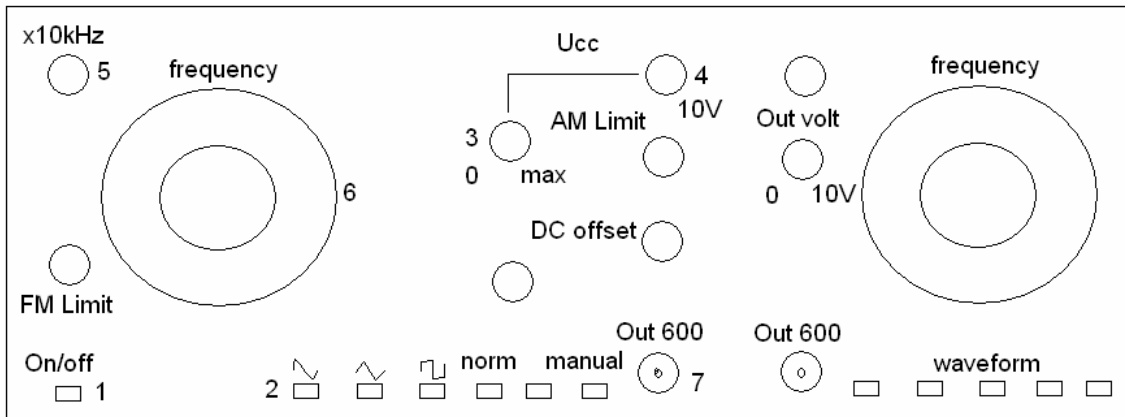 x10kHz
5
frequency
Ucc
4
10V
frequency
AM Limit
Out volt
3
0 max
6
0 10V
DC offset
FM Limit
Out 600
Out 600
On/off
norm
manual
waveform
1
2
7